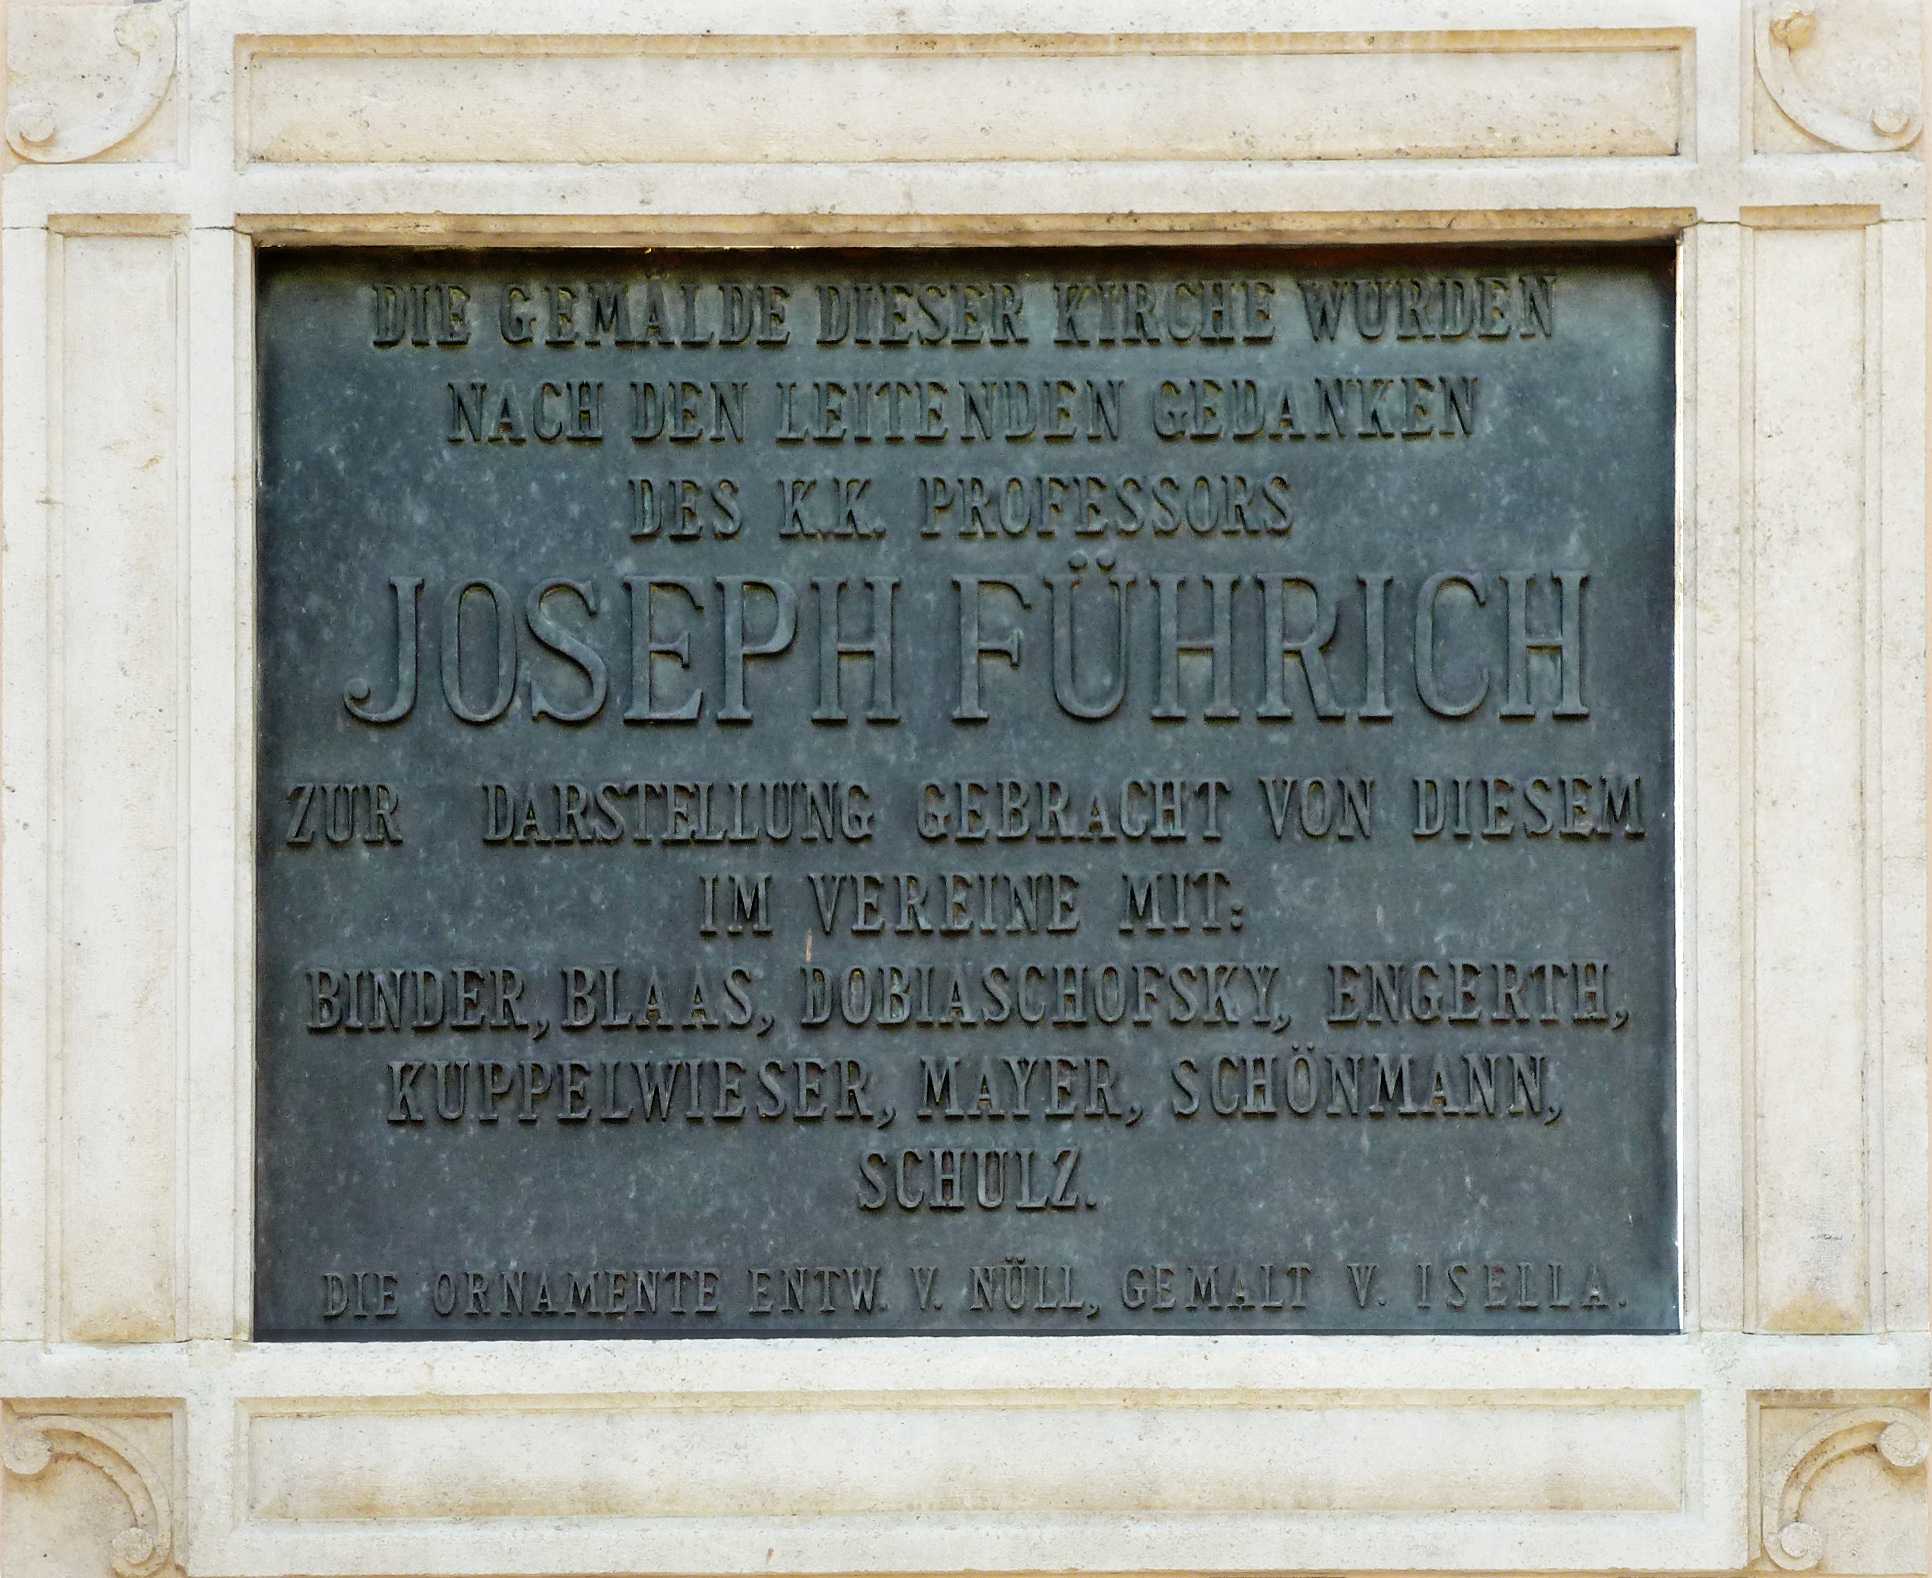 DIE GEMÄLDE DIESER KIRCHE WURDEN
NACH DEN LEITENDEN GEDANKEN
DES K.K. PROFESSORS
JOSEPH FÜHRICH
ZUR DARSTELLUNG GEBRACHT VON DIESEM
IM VEREINE MIT:
BINDER, BLAAS, DOBIASCHOFSKY, ENGERTH,
KUPPELWIESER, MAYER, SCHÖNMANN,
SCHULZ.
DIE ORNAMENTE ENTW. V. NÜLL, GEMALT V. ISELLA.